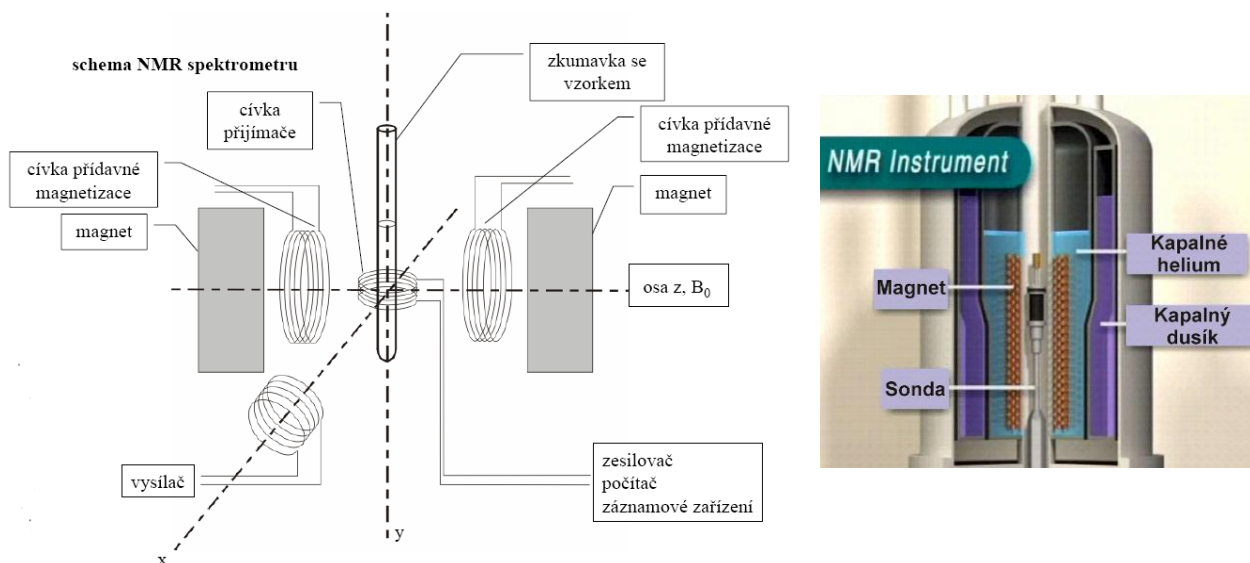 schema NMR spektrometru
zkumavka se
vzorkem
cívka
přijímače
cívka přídavné
magnetizace
cívka přídavné
magnetizace
magnet
magnet
osa z, B₀
vysílač
zesilovač
počítač
záznamové zařízení
x
y
NMR Instrument
Kapalné
helium
Magnet
Kapalný
dusík
Sonda